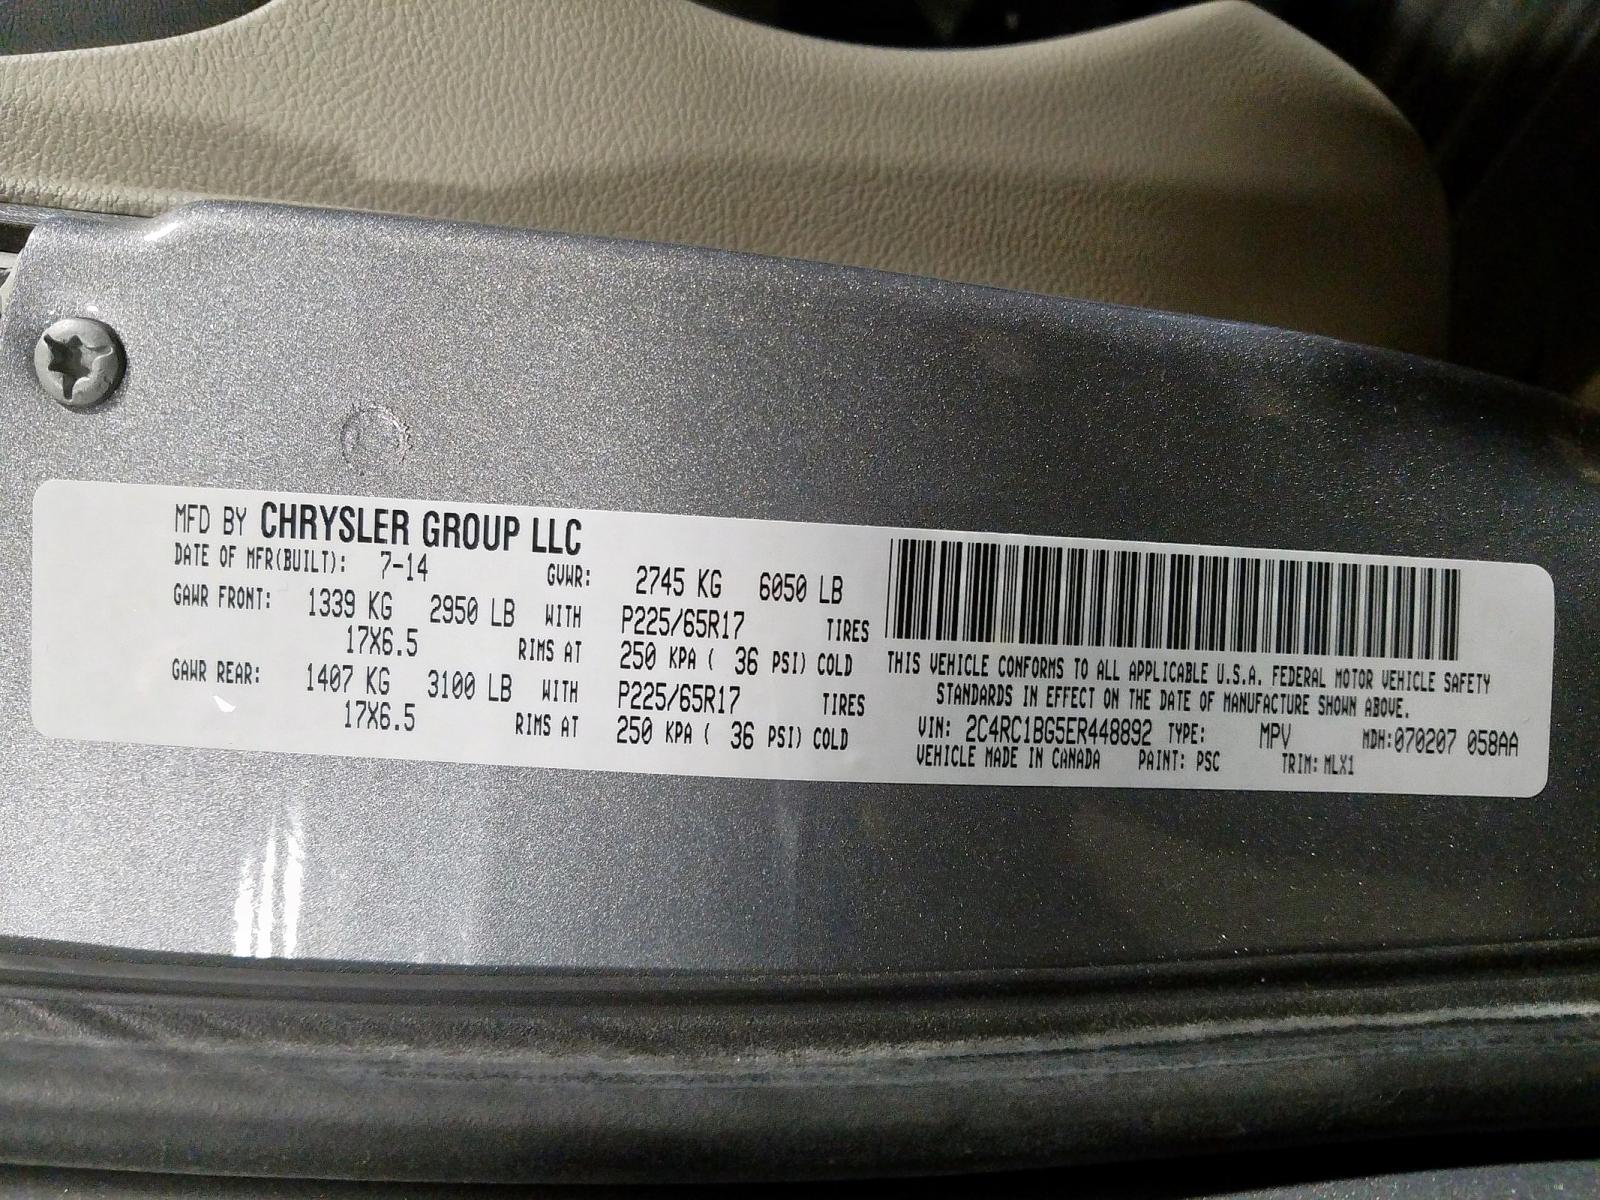 MFD BY CHRYSLER GROUP LLC
DATE OF MFR(BUILT): 7-14 GVWR: 2745 KG 6050 LB
GAWR FRONT: 1339 KG 2950 LB WITH P225/65R17 TIRES
17X6.5 RIMS AT 250 KPA ( 36 PSI) COLD
GAWR REAR: 1407 KG 3100 LB WITH P225/65R17 TIRES
17X6.5 RIMS AT 250 KPA ( 36 PSI) COLD
THIS VEHICLE CONFORMS TO ALL APPLICABLE U.S.A. FEDERAL MOTOR VEHICLE SAFETY
STANDARDS IN EFFECT ON THE DATE OF MANUFACTURE SHOWN ABOVE.
VIN: 2C4RC1BG5ER448892 TYPE: MPV MDH:070207 058AA
VEHICLE MADE IN CANADA PAINT: PSC TRIM: MLX1